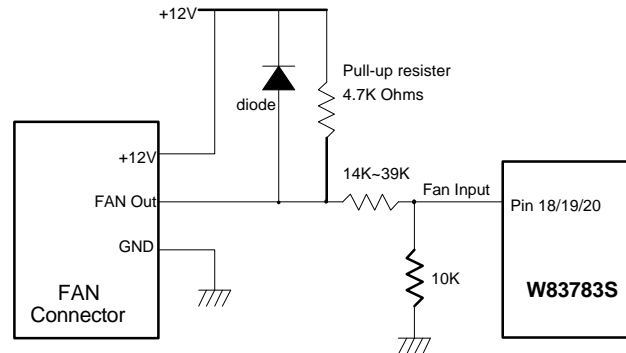 +12V
Pull-up resister
4.7K Ohms
diode
+12V
14K~39K
Fan Input
FAN Out
Pin 18/19/20
GND
10K
W83783S
FAN
Connector